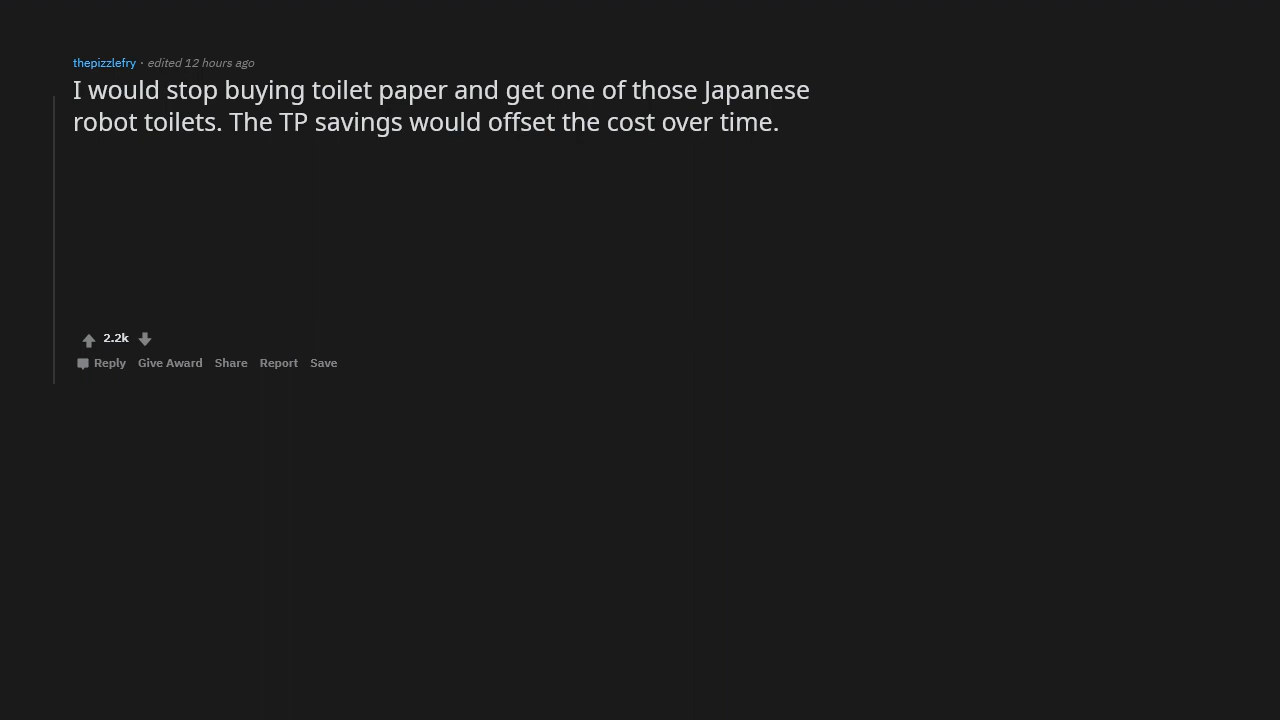 thepizzlefry · edited 12 hours ago
I would stop buying toilet paper and get one of those Japanese
robot toilets. The TP savings would offset the cost over time.
2.2k
Reply Give Award Share Report Save